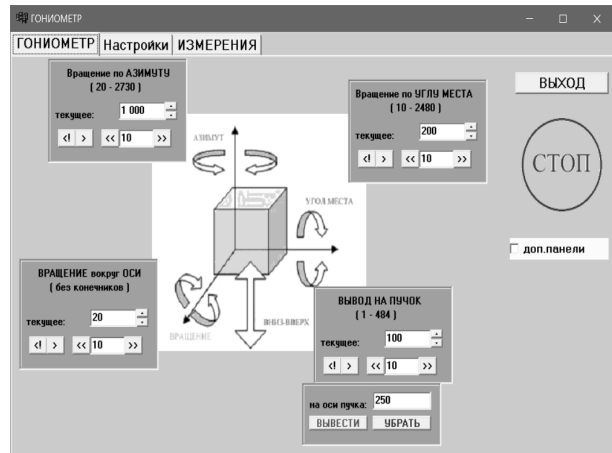 ГОНИОМЕТР
ГОНИОМЕТР Настройки ИЗМЕРЕНИЯ
Вращение по АЗИМУТУ
( 20 - 2730 )
текущее: 1 000
<! > << 10 >>
Вращение по УГЛУ МЕСТА
( 10 - 2480 )
текущее: 200
<! > << 10 >>
ВЫХОД
СТОП
доп.панели
АЗИМУТ
УГОЛ МЕСТА
ВРАЩЕНИЕ
ВНИЗ-ВВЕРХ
ВРАЩЕНИЕ вокруг ОСИ
( без конечников )
текущее: 20
<! > << 10 >>
ВЫВОД НА ПУЧОК
( 1 - 484 )
текущее: 100
<! > << 10 >>
на оси пучка: 250
ВЫВЕСТИ УБРАТЬ